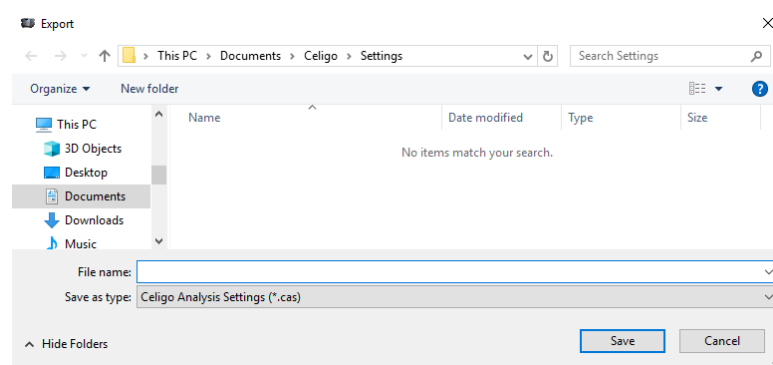 Export
This PC > Documents > Celigo > Settings
Search Settings
Organize
New folder
?
This PC
3D Objects
Desktop
Documents
Downloads
Music
Name
Date modified
Type
Size
No items match your search.
File name:
Save as type: Celigo Analysis Settings (*.cas)
Hide Folders
Save
Cancel